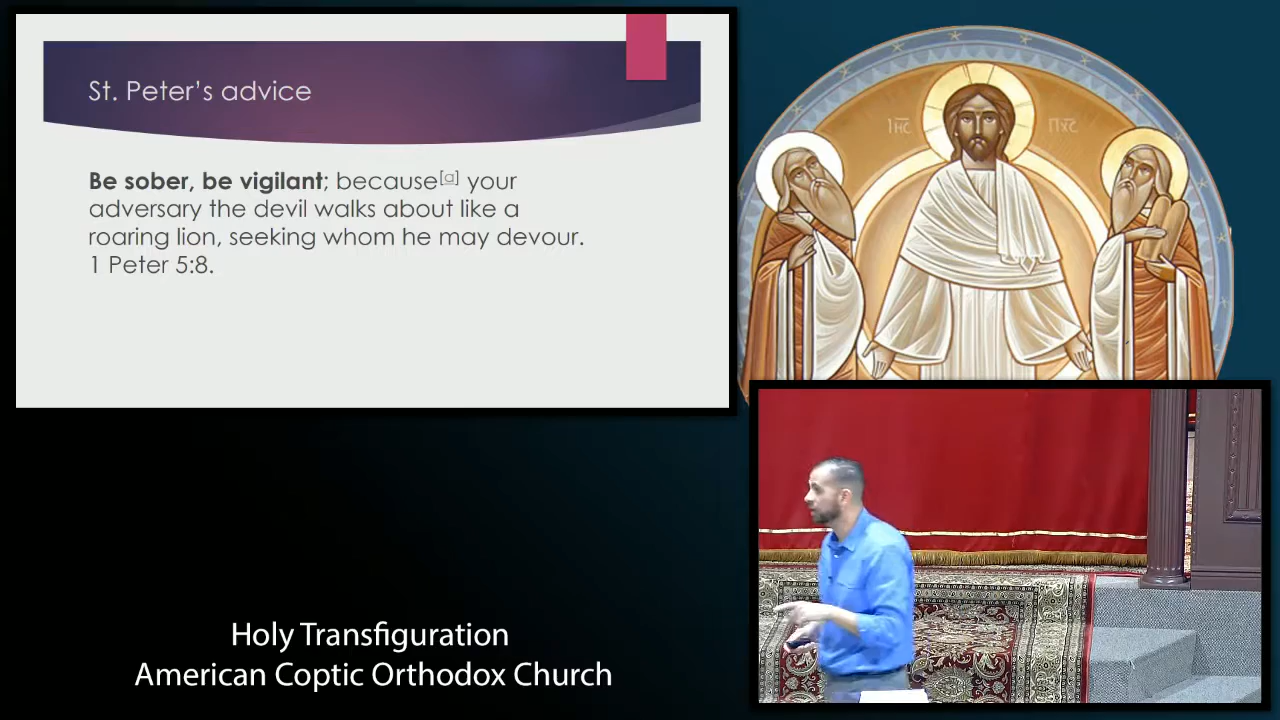 St. Peter's advice
Be sober, be vigilant; because[a] your
adversary the devil walks about like a
roaring lion, seeking whom he may devour.
1 Peter 5:8.
ΙΗC ΠΧC
Holy Transfiguration
American Coptic Orthodox Church